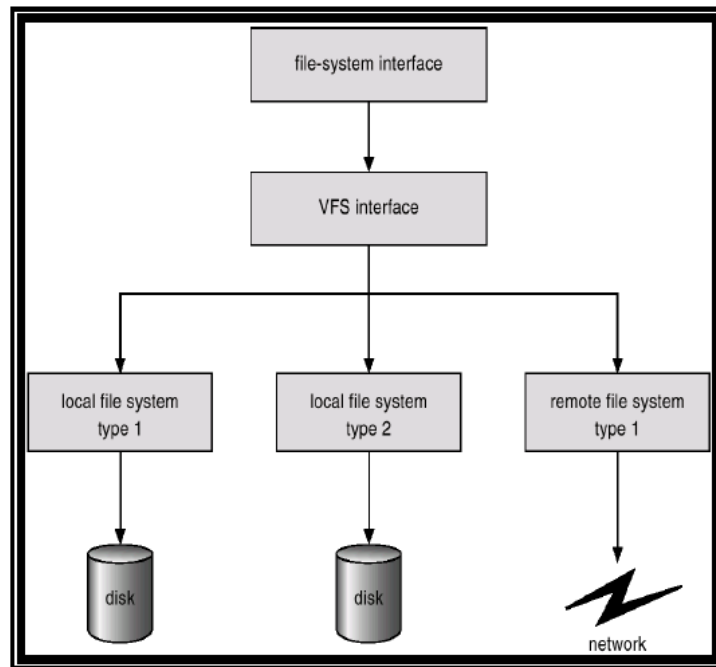 file-system interface
VFS interface
local file system
type 1
local file system
type 2
remote file system
type 1
disk
disk
network